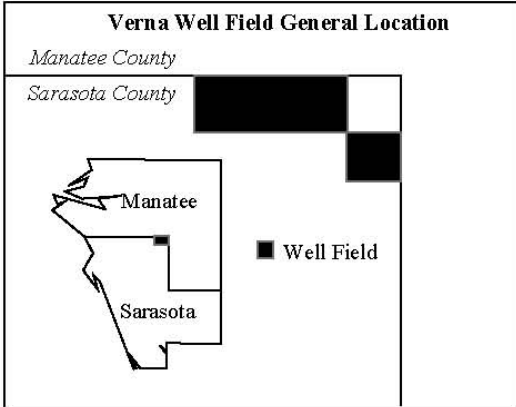 Verna Well Field General Location
Manatee County
Sarasota County
Manatee
Well Field
Sarasota